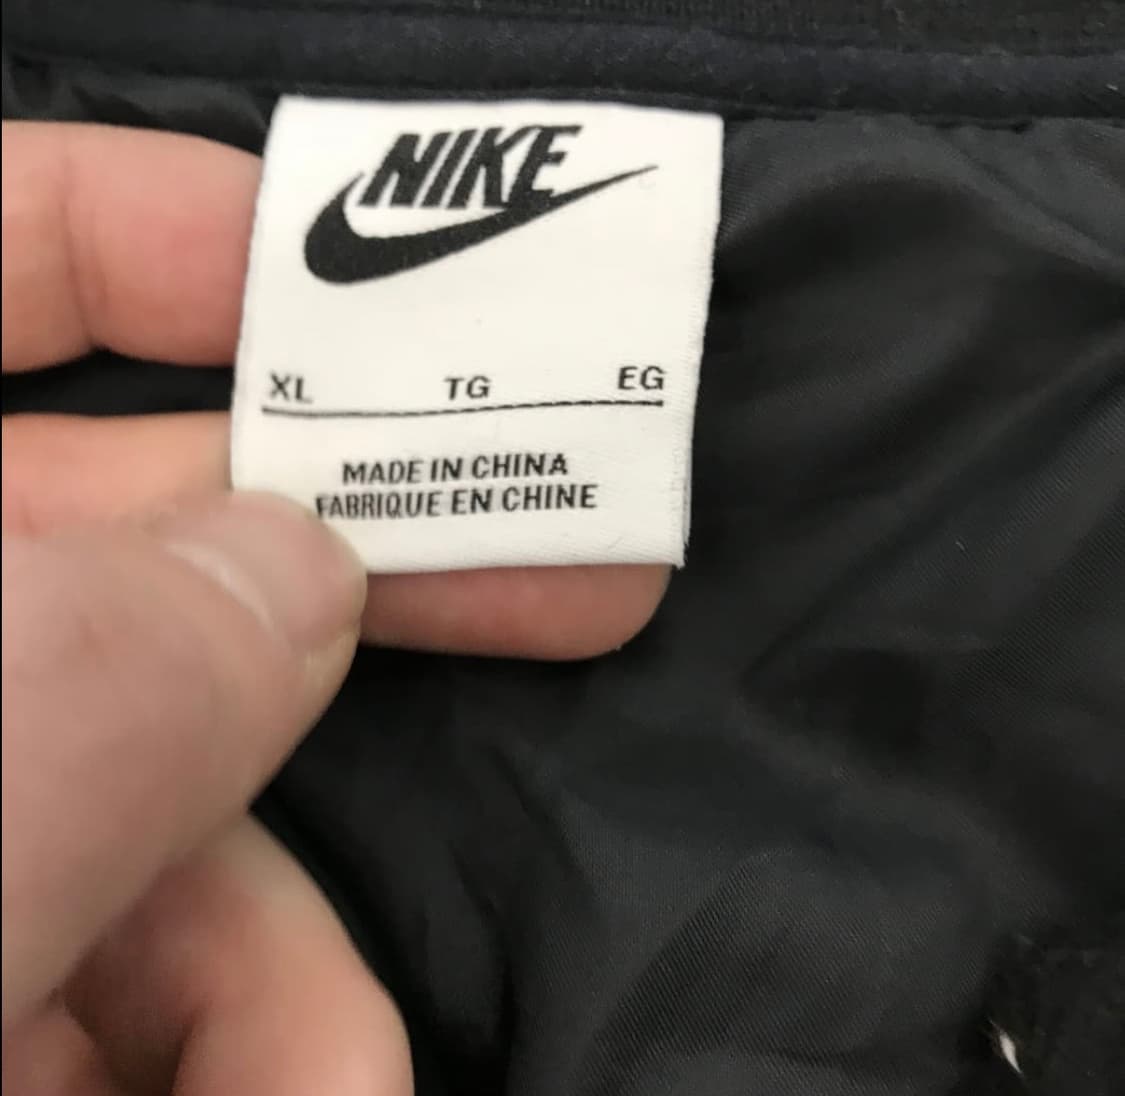 NIKE
XL TG EG
MADE IN CHINA
FABRIQUE EN CHINE